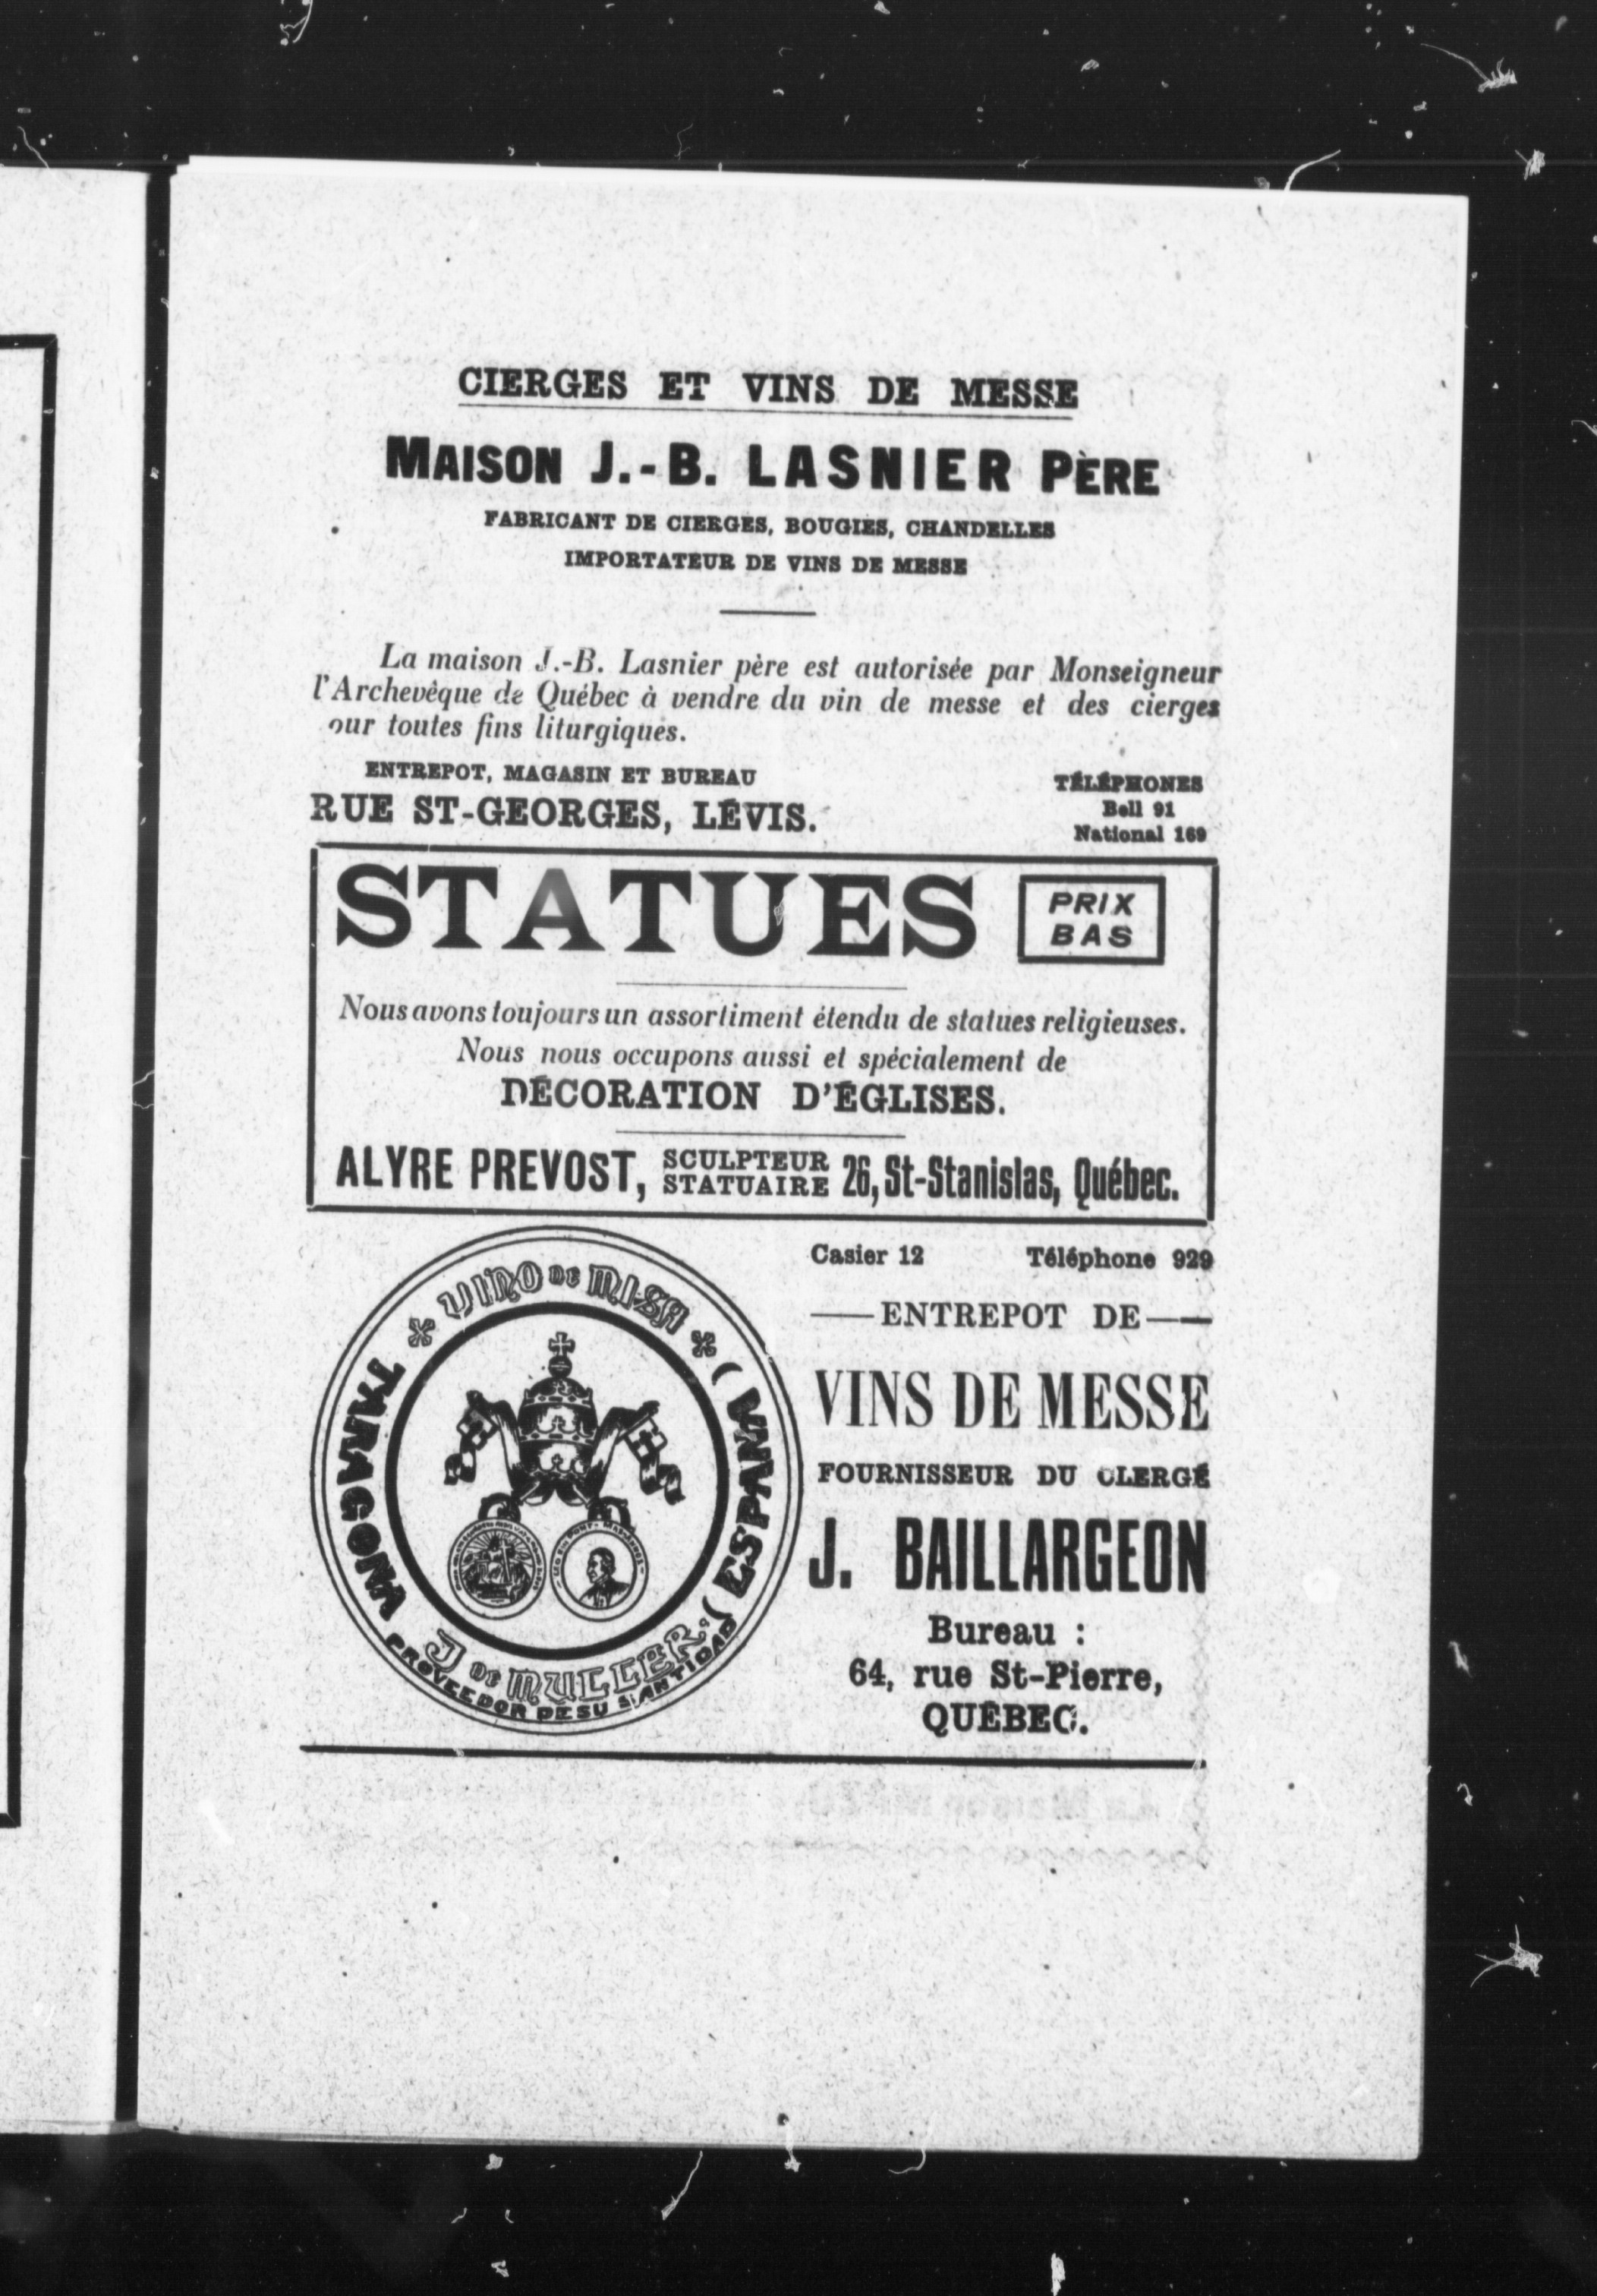 CIERGES ET VINS DE MESSE
MAISON J.-B. LASNIER PÈRE
FABRICANT DE CIERGES, BOUGIES, CHANDELLES
IMPORTATEUR DE VINS DE MESSE
La maison J.-B. Lasnier père est autorisée par Monseigneur
l'Archevêque de Québec à vendre du vin de messe et des cierges
our toutes fins liturgiques.
ENTREPOT, MAGASIN ET BUREAU
RUE ST-GEORGES, LÉVIS.
TÉLÉPHONES
Bell 91
National 169
STATUES
PRIX
BAS
Nous avons toujours un assortiment étendu de statues religieuses.
Nous nous occupons aussi et spécialement de
DÉCORATION D'ÉGLISES.
ALYRE PREVOST, SCULPTEUR STATUAIRE 26, St-Stanislas, Québec.
VINO DE MISA
TARAGONA
(ESPAÑA)
J DE MULLER
PROVEEDOR DE SU SANTIDAD
Casier 12 Téléphone 929
ENTREPOT DE
VINS DE MESSE
FOURNISSEUR DU CLERGÉ
J. BAILLARGEON
Bureau :
64, rue St-Pierre,
QUÉBEC.